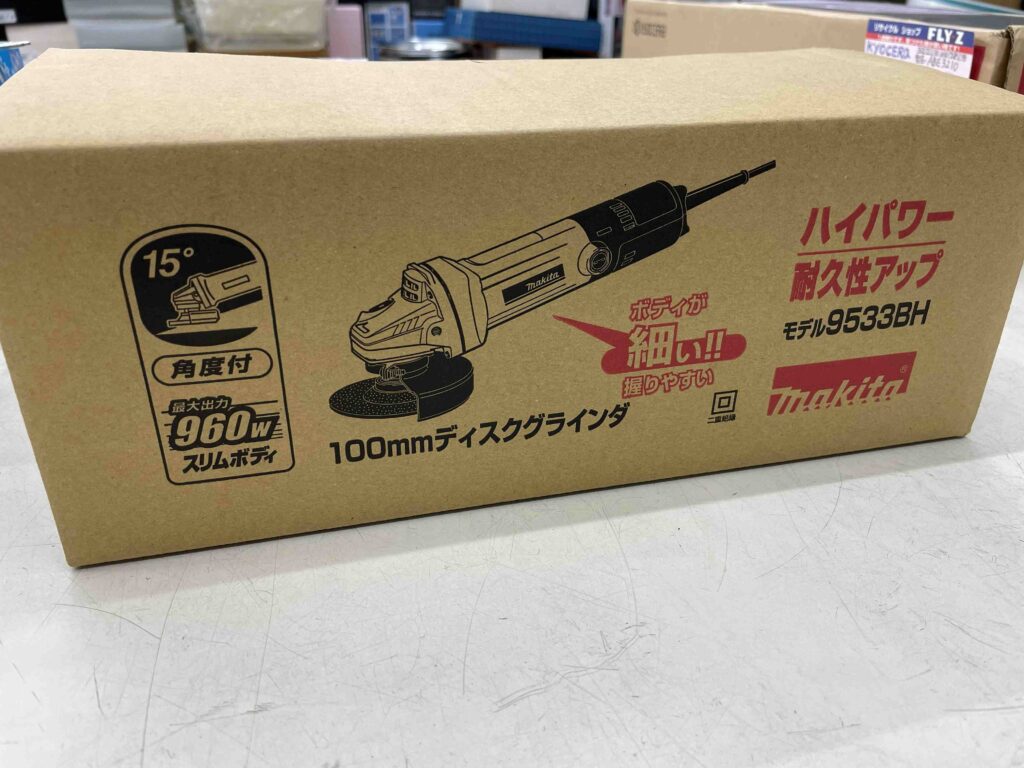 15°
角度付
最大出力
960W
スリムボディ
makita
100mmディスクグラインダ
ボディが
細い!!
握りやすい
二重絶縁
ハイパワー
耐久性アップ
モデル9533BH
makita®
リサイクル ショップ FLY Z
KYOCERA